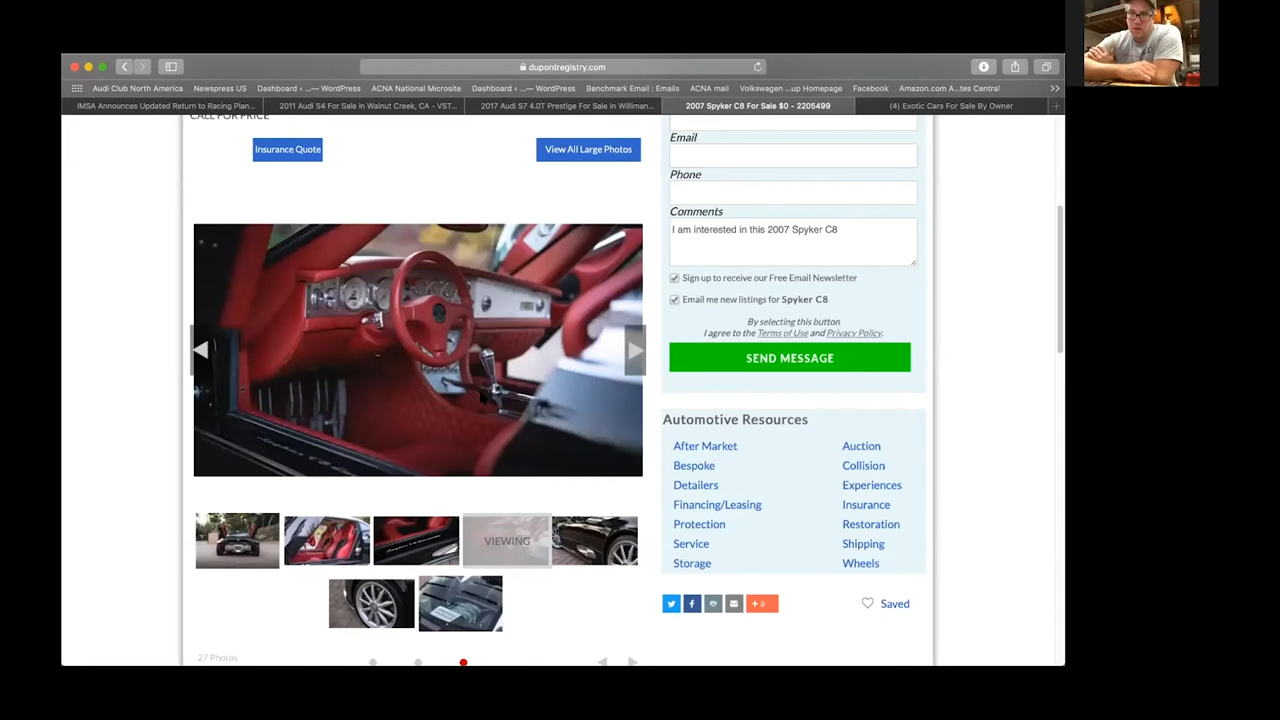 dupontregistry.com
Audi Club North America
Newspress US
Dashboard ‹ ...— WordPress
ACNA National Microsite
Dashboard ‹ ...— WordPress
Benchmark Email : Emails
ACNA mail
Volkswagen ...up Homepage
Facebook
Amazon.com A...tes Central
>>
IMSA Announces Updated Return to Racing Plan...
2011 Audi S4 For Sale in Walnut Creek, CA - VST...
2017 Audi S7 4.0T Prestige For Sale In Williman...
2007 Spyker C8 For Sale $0 - 2205499
(4) Exotic Cars For Sale By Owner
CALL FOR PRICE
Insurance Quote
View All Large Photos
Email
Phone
Comments
I am interested in this 2007 Spyker C8
Sign up to receive our Free Email Newsletter
Email me new listings for Spyker C8
By selecting this button
I agree to the Terms of Use and Privacy Policy.
SEND MESSAGE
VIEWING
27 Photos
Automotive Resources
After Market
Auction
Bespoke
Collision
Detailers
Experiences
Financing/Leasing
Insurance
Protection
Restoration
Service
Shipping
Storage
Wheels
+ 0
Saved